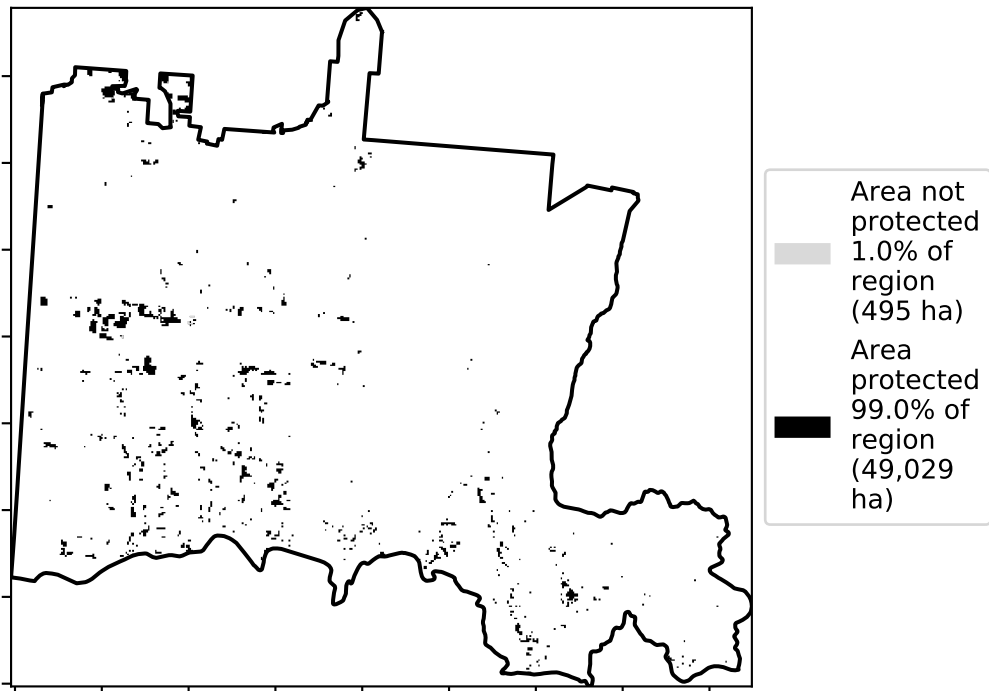 Area not
protected
1.0% of
region
(495 ha)
Area
protected
99.0% of
region
(49,029
ha)